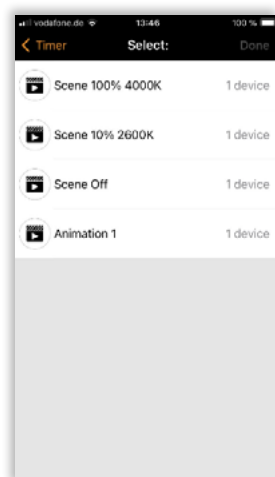 vodafone.de 13:46 100 %
Timer Select: Done
Scene 100% 4000K 1 device
Scene 10% 2600K 1 device
Scene Off 1 device
Animation 1 1 device